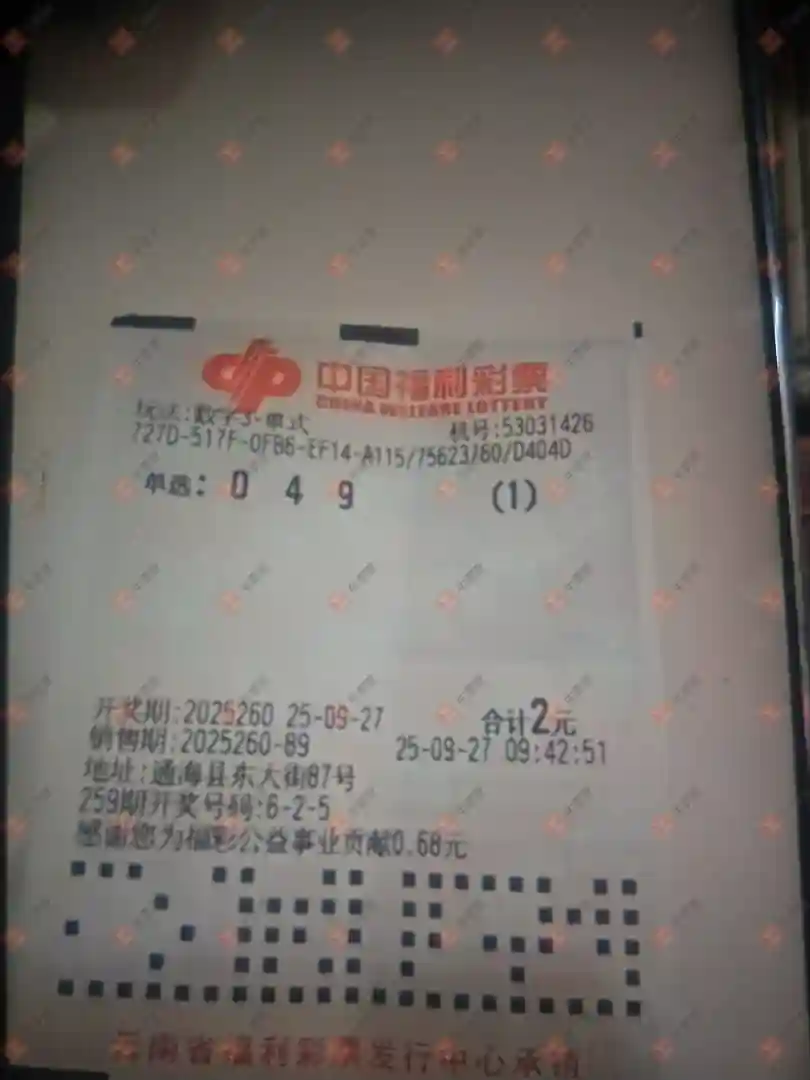 中国福利彩票
CHINA WELFARE LOTTERY
玩法:数字3-单式 机号:53031426
727D-517F-0FB6-EF14-A115/75623/60/D404D
单选: 0 4 9 (1)
开奖期:2025260 25-09-27 合计2元
销售期:2025260-89 25-09-27 09:42:51
地址:通海县东大街87号
259期开奖号码:6-2-5
感谢您为福彩公益事业贡献0.68元
云南省福利彩票发行中心承销